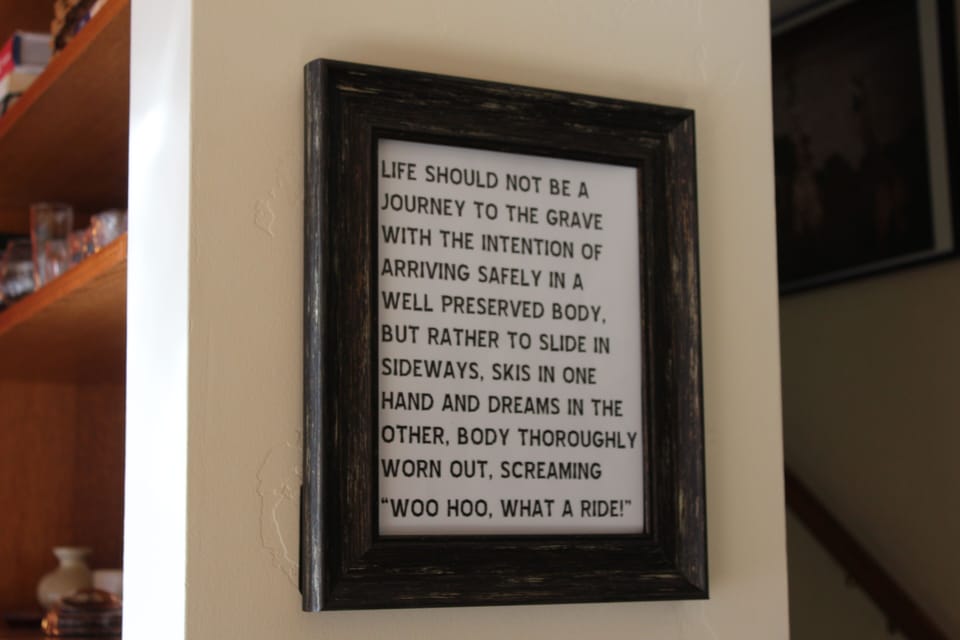 LIFE SHOULD NOT BE A
JOURNEY TO THE GRAVE
WITH THE INTENTION OF
ARRIVING SAFELY IN A
WELL PRESERVED BODY,
BUT RATHER TO SLIDE IN
SIDEWAYS, SKIS IN ONE
HAND AND DREAMS IN THE
OTHER, BODY THOROUGHLY
WORN OUT, SCREAMING
“WOO HOO, WHAT A RIDE!”